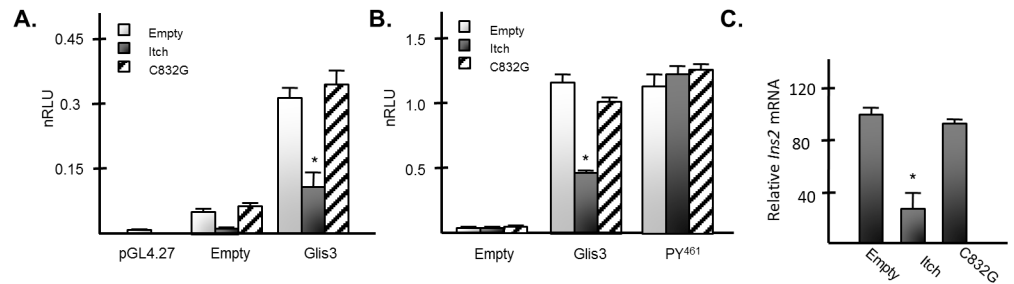 A.
nRLU
0.45
0.3
0.15
Empty
Itch
C832G
*
pGL4.27 Empty Glis3
B.
nRLU
1.5
1.0
0.5
Empty
Itch
C832G
*
Empty Glis3 PY⁴⁶¹
C.
Relative Ins2 mRNA
120
80
40
*
Empty Itch C832G